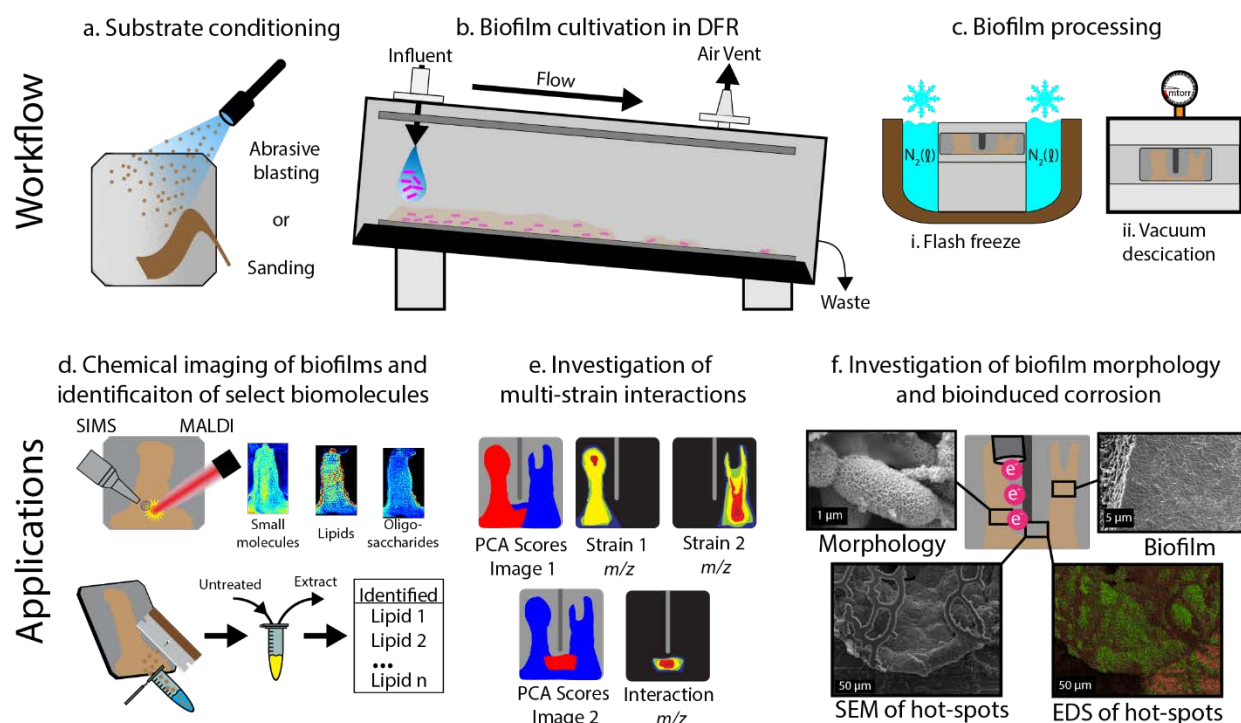 Workflow
a. Substrate conditioning
Abrasive
blasting
or
Sanding
b. Biofilm cultivation in DFR
Influent
Flow
Air Vent
Waste
c. Biofilm processing
N₂(ℓ)
N₂(ℓ)
i. Flash freeze
mtorr
ii. Vacuum
descication
Applications
d. Chemical imaging of biofilms and
identificaiton of select biomolecules
SIMS
MALDI
Small
molecules
Lipids
Oligo-
saccharides
Untreated
Extract
Identified
Lipid 1
Lipid 2
...
Lipid n
e. Investigation of
multi-strain interactions
PCA Scores
Image 1
Strain 1
m/z
Strain 2
m/z
PCA Scores
Image 2
Interaction
m/z
f. Investigation of biofilm morphology
and bioinduced corrosion
1 µm
Morphology
e⁻
e⁻
e⁻
5 µm
Biofilm
50 µm
SEM of hot-spots
50 µm
EDS of hot-spots